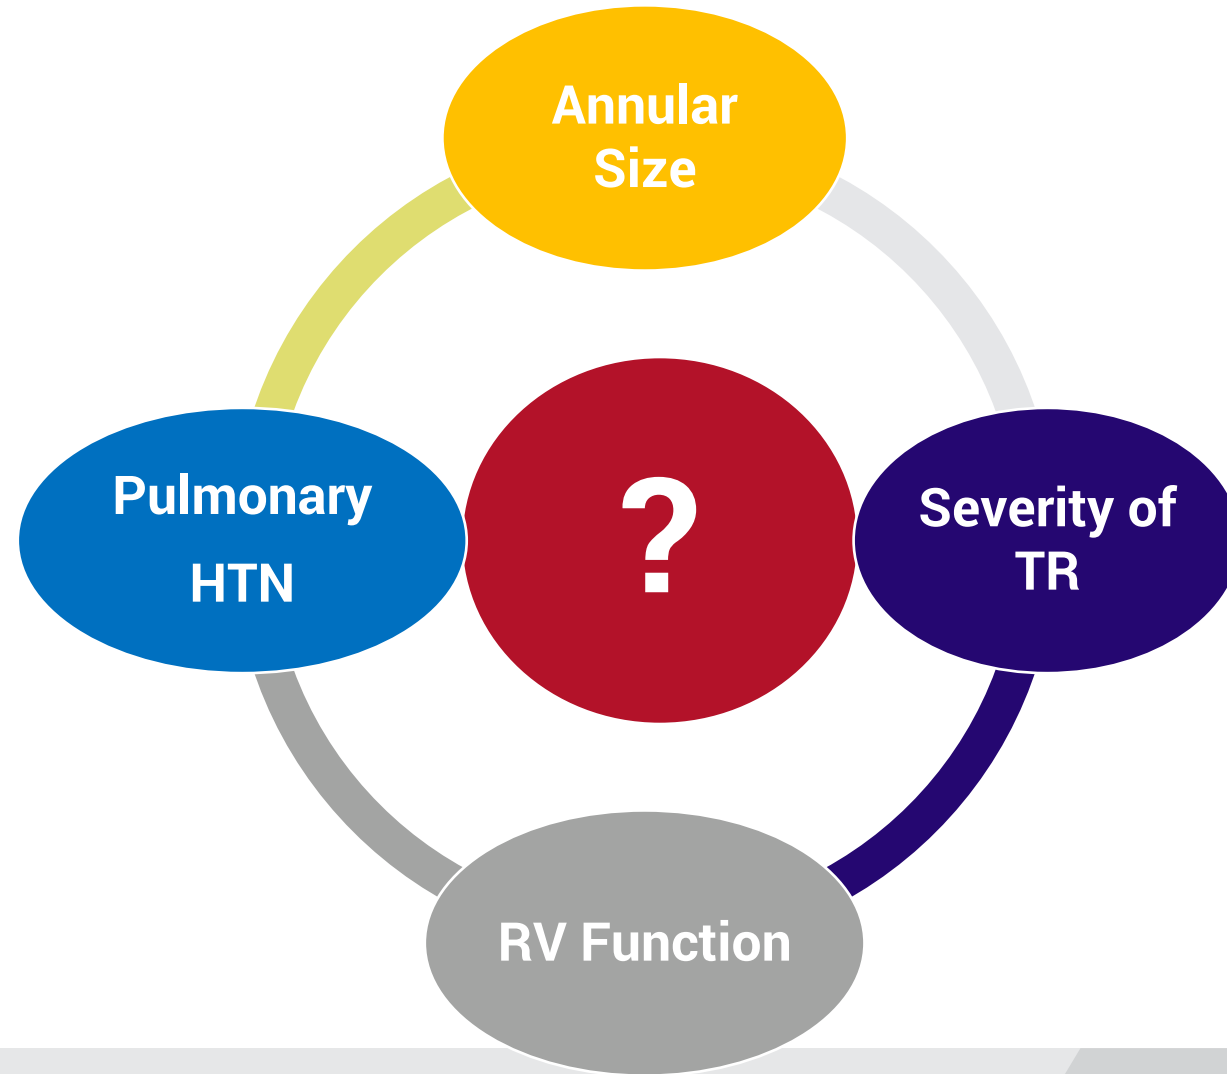 Annular
Size
Pulmonary
HTN
?
Severity of
TR
RV Function